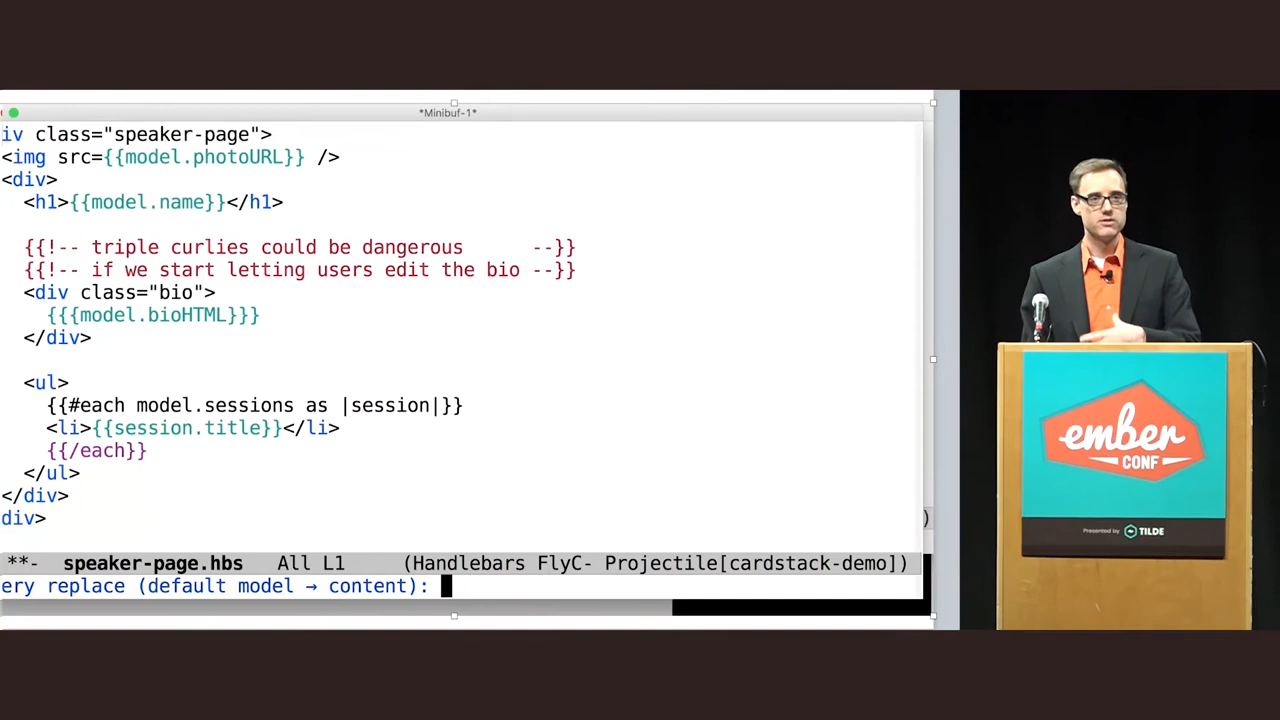 *Minibuf-1*
iv class="speaker-page">
<img src={{model.photoURL}} />
<div>
<h1>{{model.name}}</h1>
{{!-- triple curlies could be dangerous --}}
{{!-- if we start letting users edit the bio --}}
<div class="bio">
{{{model.bioHTML}}}
</div>
<ul>
{{#each model.sessions as |session|}}
<li>{{session.title}}</li>
{{/each}}
</ul>
</div>
div>
)
**- speaker-page.hbs All L1 (Handlebars FlyC- Projectile[cardstack-demo])
ery replace (default model → content):
ember
CONF
Presented by TILDE